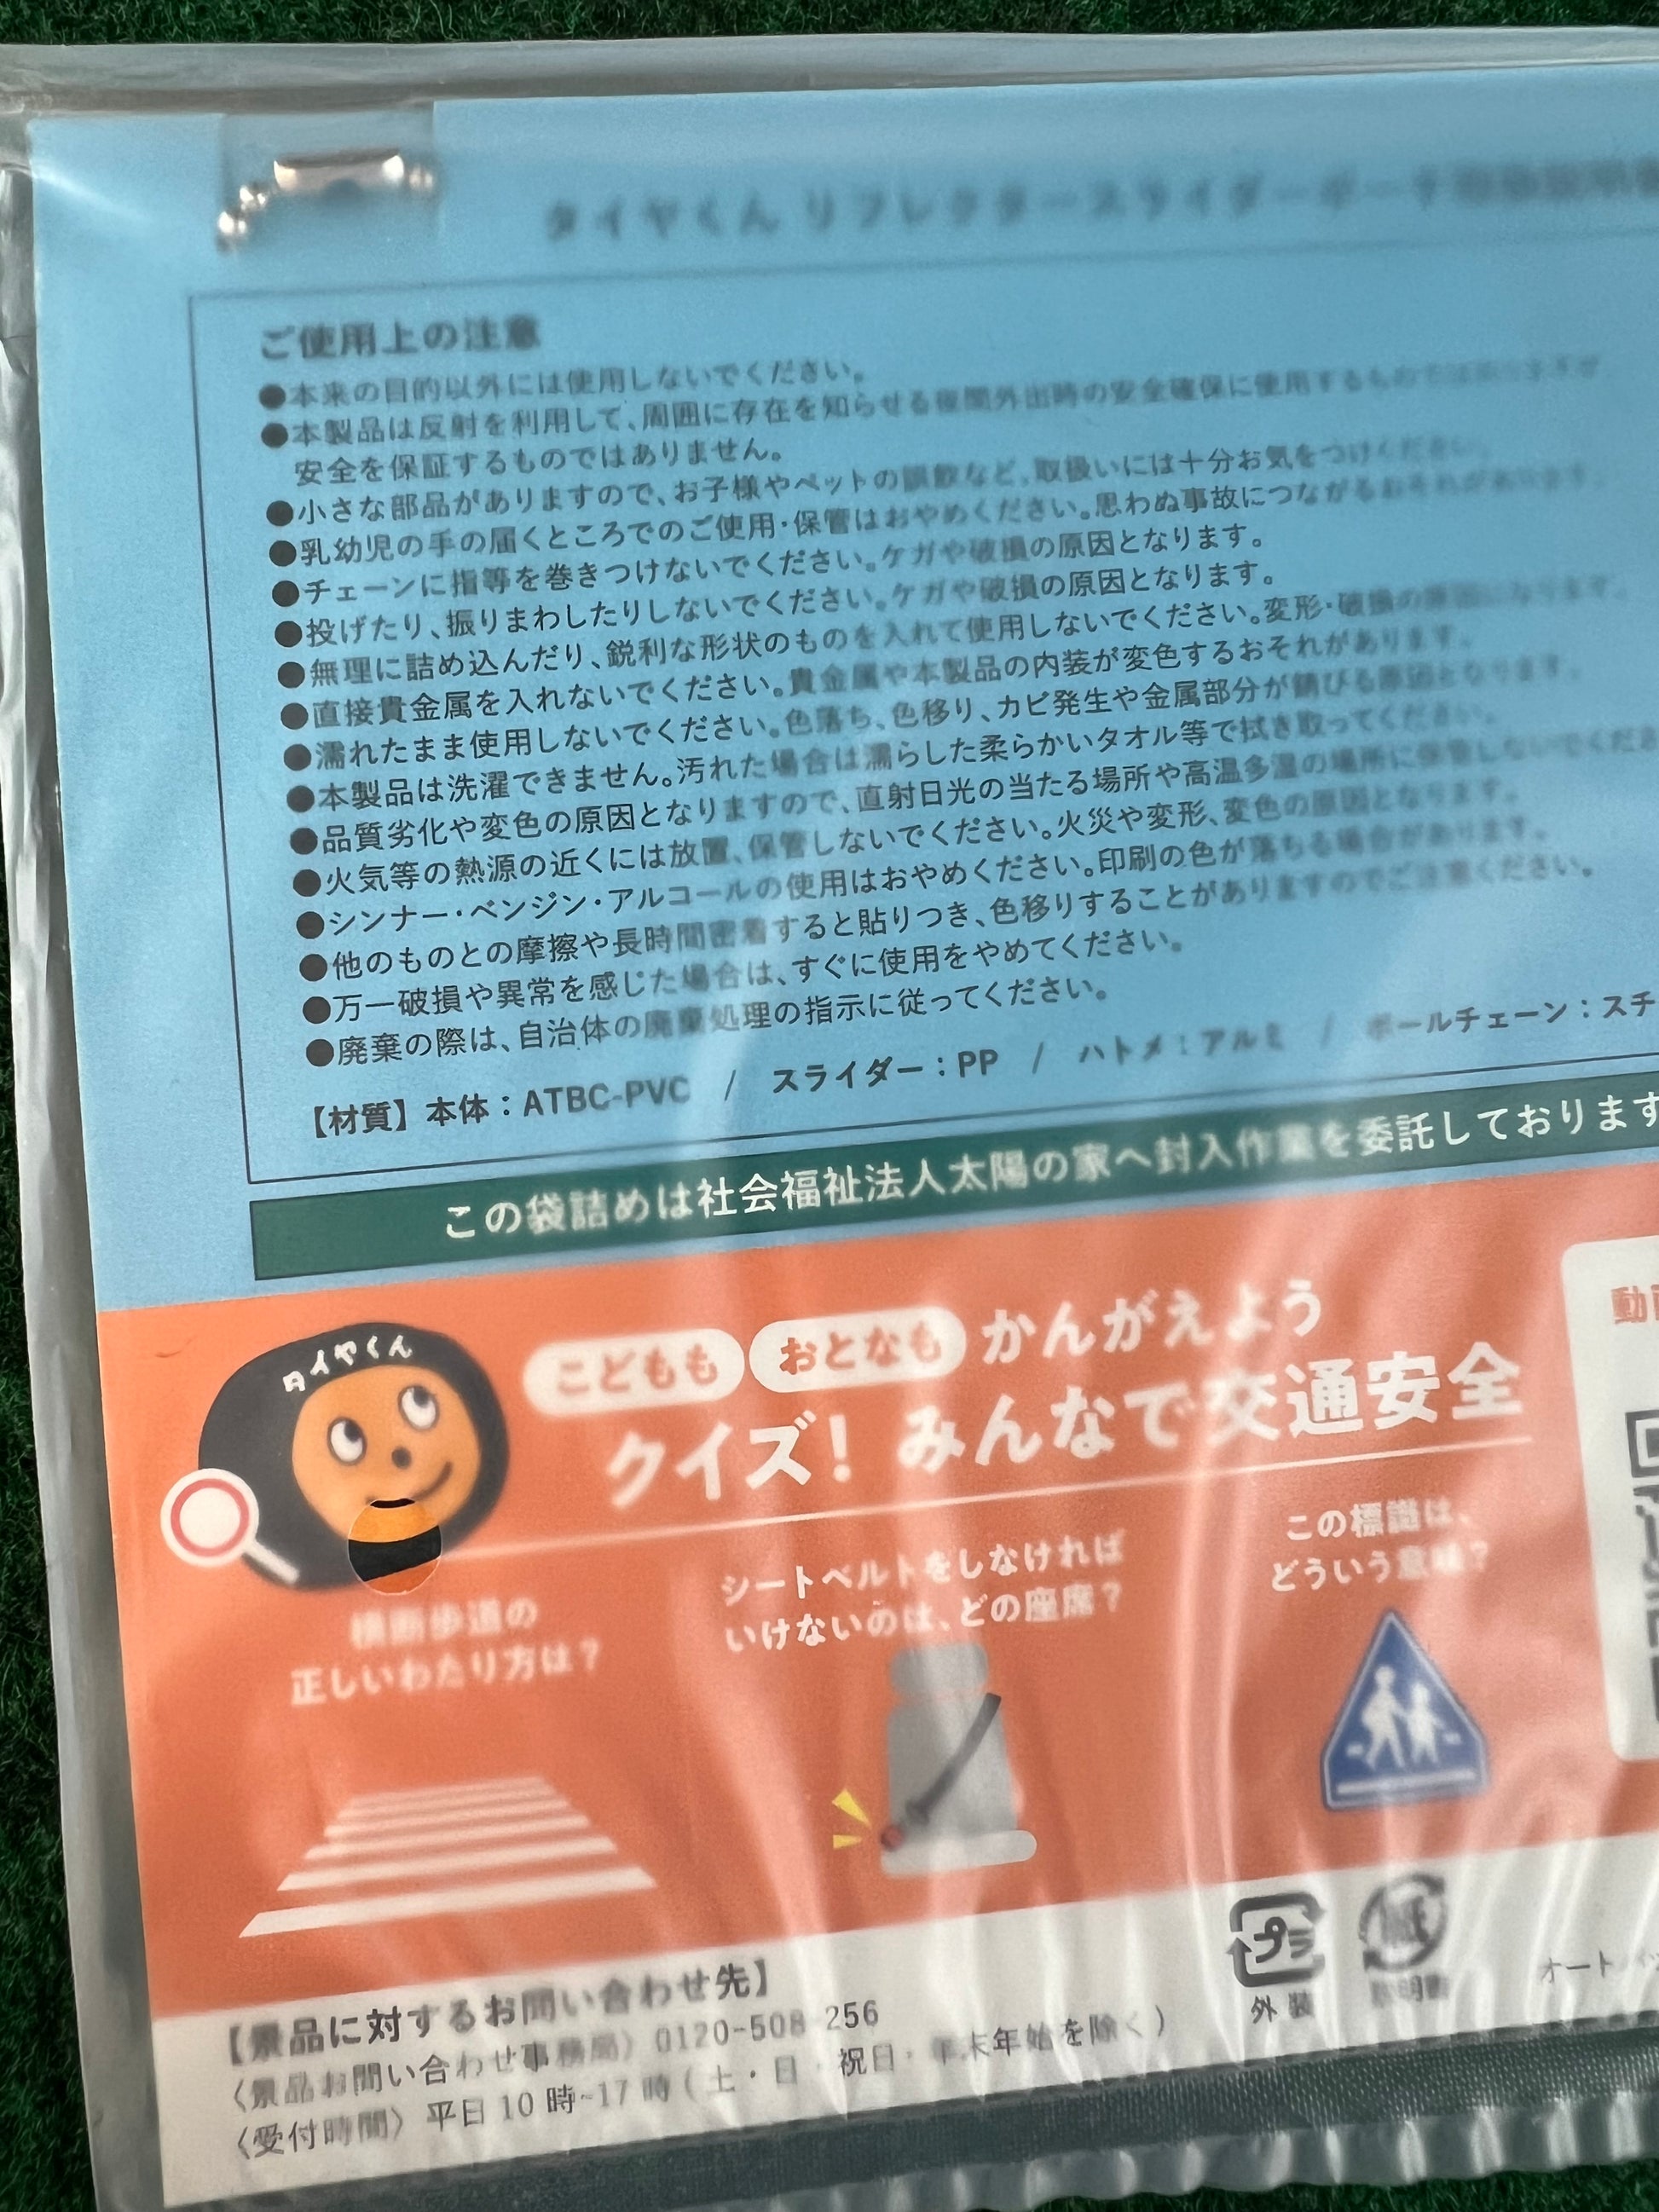 タイヤくん リフレクタースライダーポーチ
ご使用上の注意
●本来の目的以外には使用しないでください。
●本製品は反射を利用して、周囲に存在を知らせる夜間外出時の安全確保に使用するものではありますが
安全を保証するものではありません。
●小さな部品がありますので、お子様やペットの誤飲など、取扱いには十分お気をつけください。
●乳幼児の手の届くところでのご使用・保管はおやめください。思わぬ事故につながるおそれがあります。
●チェーンに指等を巻きつけないでください。ケガや破損の原因となります。
●投げたり、振りまわしたりしないでください。ケガや破損の原因となります。
●無理に詰め込んだり、鋭利な形状のものを入れて使用しないでください。変形・破損の原因になります。
●直接貴金属を入れないでください。貴金属や本製品の内装が変色するおそれがあります。
●濡れたまま使用しないでください。色落ち、色移り、カビ発生や金属部分が錆びる原因となります。
●本製品は洗濯できません。汚れた場合は濡らした柔らかいタオル等で拭き取ってください。
●品質劣化や変色の原因となりますので、直射日光の当たる場所や高温多湿の場所に保管しないでくださ
●火気等の熱源の近くには放置、保管しないでください。火災や変形、変色の原因となります。
●シンナー・ベンジン・アルコールの使用はおやめください。印刷の色が落ちる場合があります。
●他のものとの摩擦や長時間密着すると貼りつき、色移りすることがありますのでご注意ください。
●万一破損や異常を感じた場合は、すぐに使用をやめてください。
●廃棄の際は、自治体の廃棄処理の指示に従ってください。
【材質】本体：ATBC-PVC / スライダー：PP / ハトメ：アルミ / ボールチェーン：スチ
この袋詰めは社会福祉法人太陽の家へ封入作業を委託しております
タイヤくん
こどもも おとなも かんがえよう
クイズ！ みんなで交通安全
動
横断歩道の
正しいわたり方は？
シートベルトをしなければ
いけないのは、どの座席？
この標識は、
どういう意味？
プラ
外装
説明書
オート
【景品に対するお問い合わせ先】
〈景品お問い合わせ事務局〉0120-508-256
〈受付時間〉平日10時~17時（土・日・祝日・年末年始を除く）